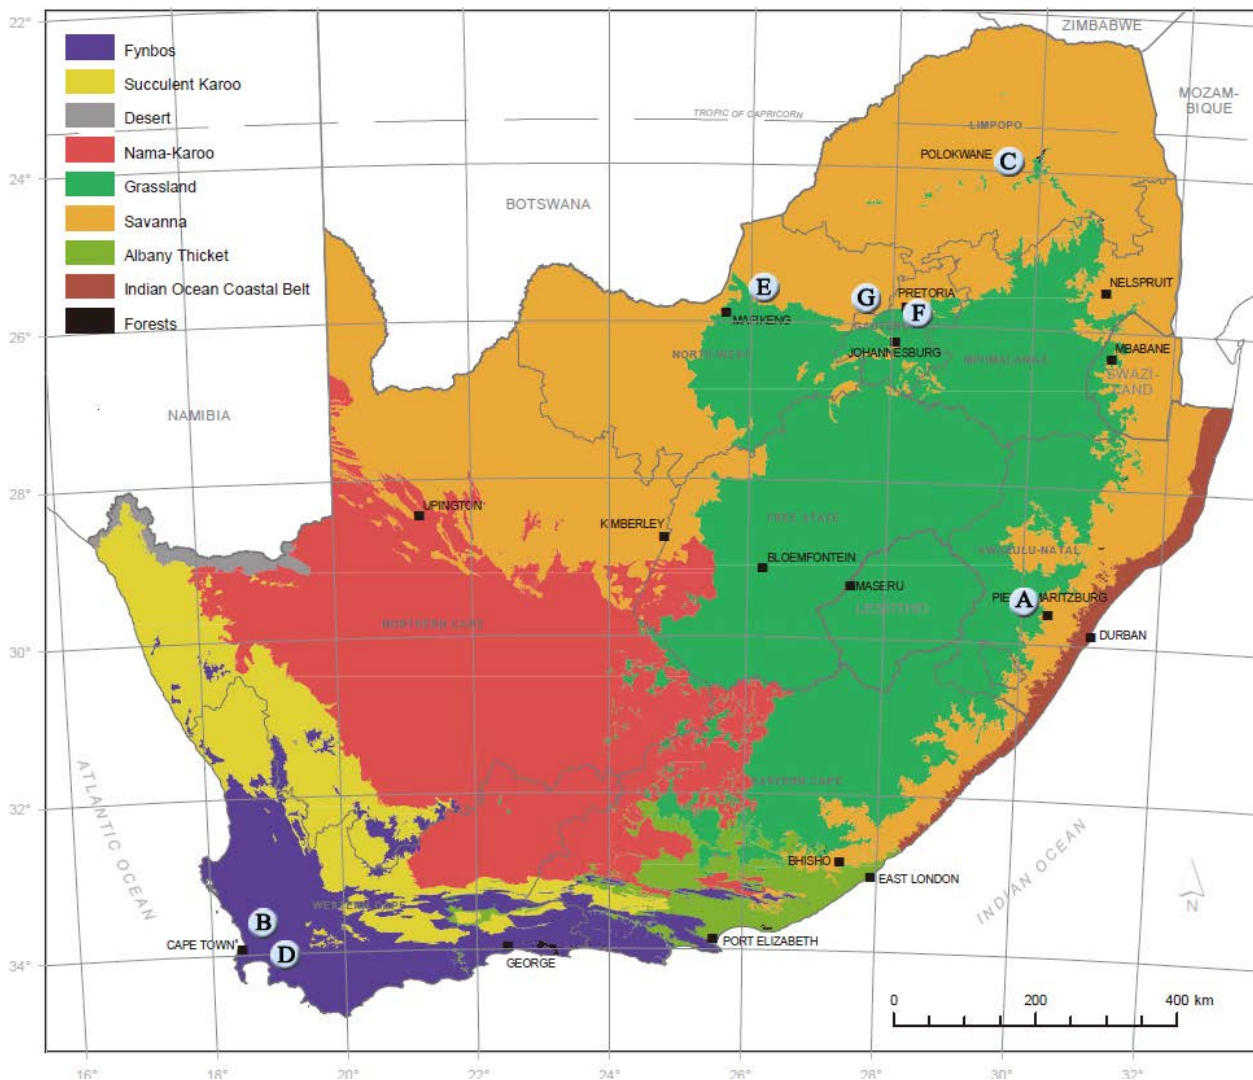 22°
24°
26°
28°
30°
32°
34°
Fynbos
Succulent Karoo
Desert
Nama-Karoo
Grassland
Savanna
Albany Thicket
Indian Ocean Coastal Belt
Forests
ZIMBABWE
MOZAM-
BIQUE
TROPIC OF CAPRICORN
LIMPOPO
POLOKWANE
C
BOTSWANA
E
G
PRETORIA
F
NELSPRUIT
MAFIKENG
GAUTENG
JOHANNESBURG
NORTH-WEST
MPUMALANGA
MBABANE
SWAZI-
LAND
NAMIBIA
UPINGTON
KIMBERLEY
FREE STATE
KWAZULU-NATAL
BLOEMFONTEIN
MASERU
LESOTHO
PIETERMARITZBURG
A
DURBAN
NORTHERN CAPE
EASTERN CAPE
ATLANTIC OCEAN
INDIAN OCEAN
BHISHO
EAST LONDON
WESTERN CAPE
B
CAPE TOWN
D
GEORGE
PORT ELIZABETH
N
0 200 400 km
16° 18° 20° 22° 24° 26° 28° 30° 32°